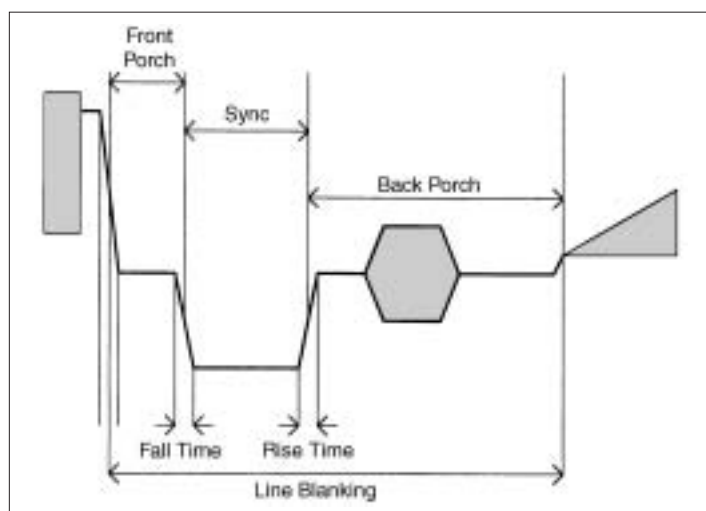 Front
Porch
Sync
Back Porch
Fall Time
Rise Time
Line Blanking